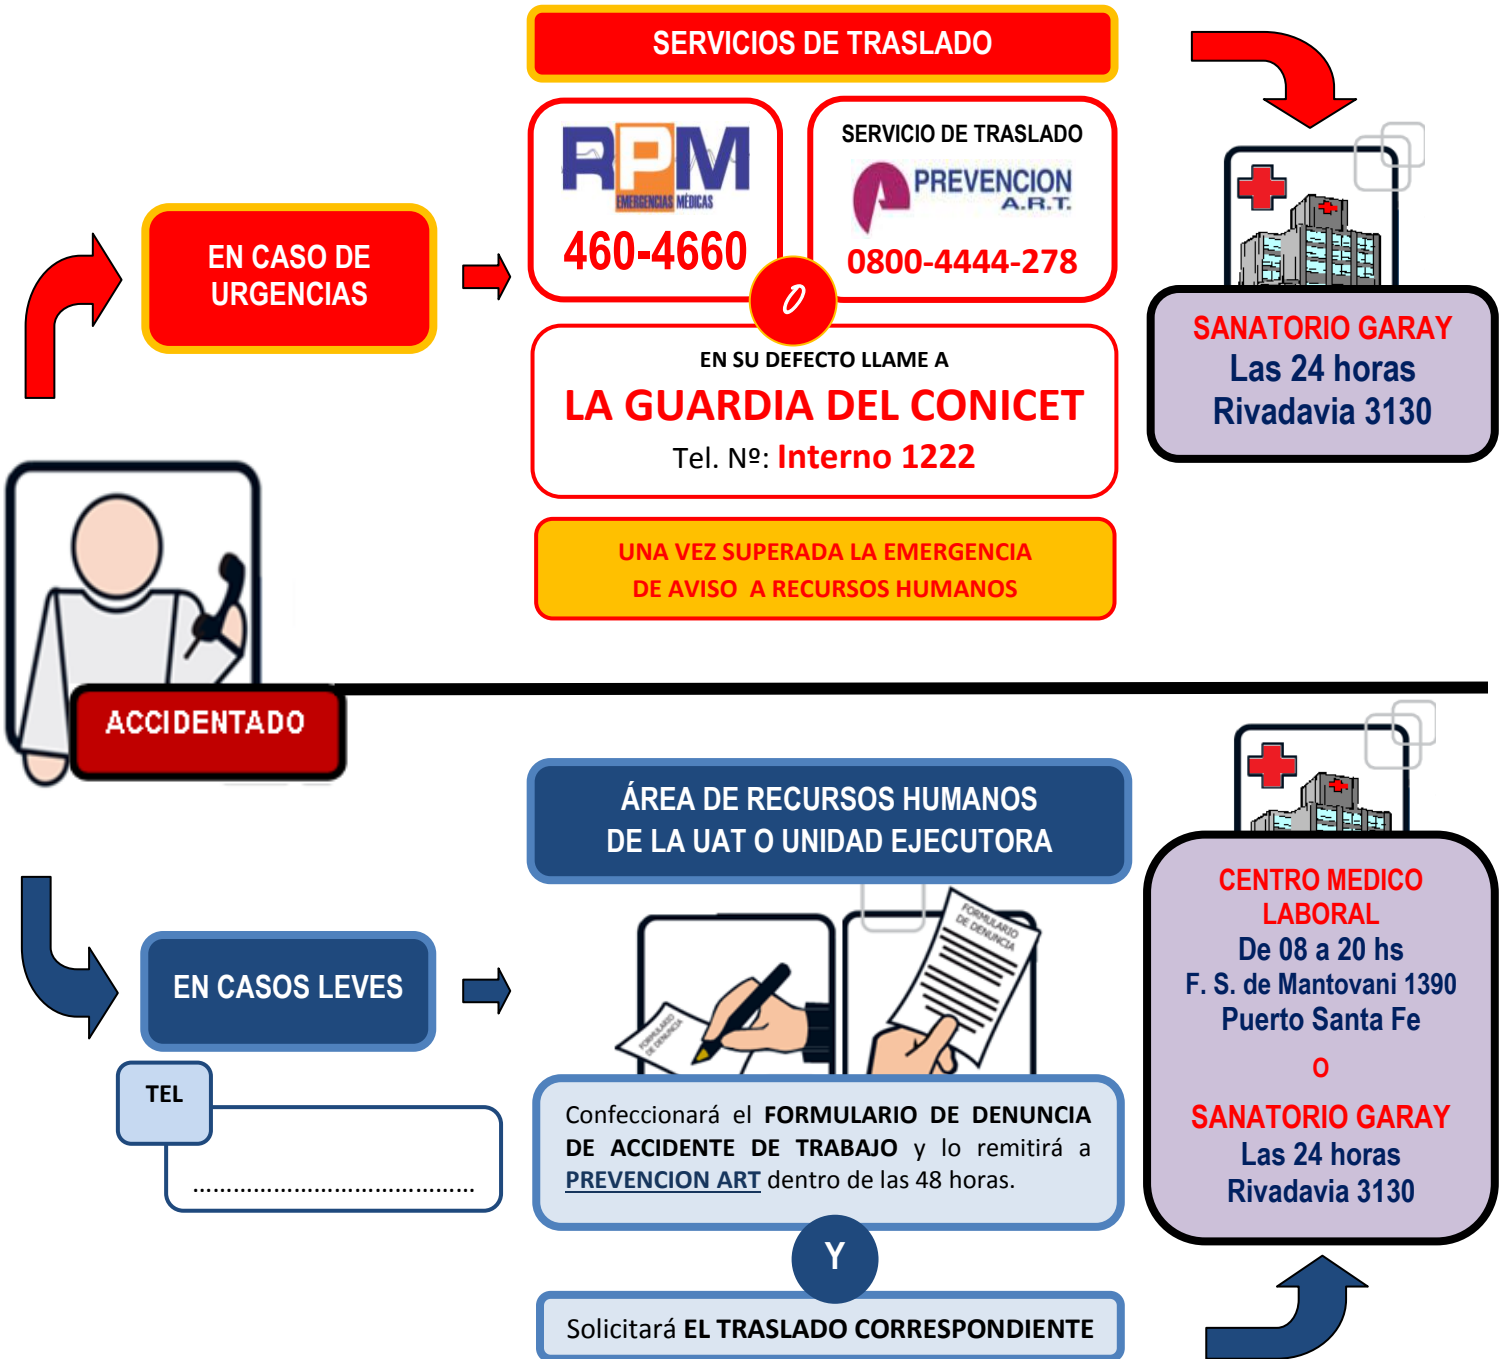 SERVICIOS DE TRASLADO
RPM
EMERGENCIAS MÉDICAS
460-4660
SERVICIO DE TRASLADO
PREVENCION
A.R.T.
0800-4444-278
O
EN CASO DE
URGENCIAS
EN SU DEFECTO LLAME A
LA GUARDIA DEL CONICET
Tel. Nº: Interno 1222
UNA VEZ SUPERADA LA EMERGENCIA
DE AVISO A RECURSOS HUMANOS
SANATORIO GARAY
Las 24 horas
Rivadavia 3130
ACCIDENTADO
EN CASOS LEVES
TEL
..........................................
ÁREA DE RECURSOS HUMANOS
DE LA UAT O UNIDAD EJECUTORA
FORMULARIO
DE DENUNCIA
FORMULARIO
DE DENUNCIA
Confeccionará el FORMULARIO DE DENUNCIA
DE ACCIDENTE DE TRABAJO y lo remitirá a
PREVENCION ART dentro de las 48 horas.
Y
Solicitará EL TRASLADO CORRESPONDIENTE
CENTRO MEDICO
LABORAL
De 08 a 20 hs
F. S. de Mantovani 1390
Puerto Santa Fe
O
SANATORIO GARAY
Las 24 horas
Rivadavia 3130